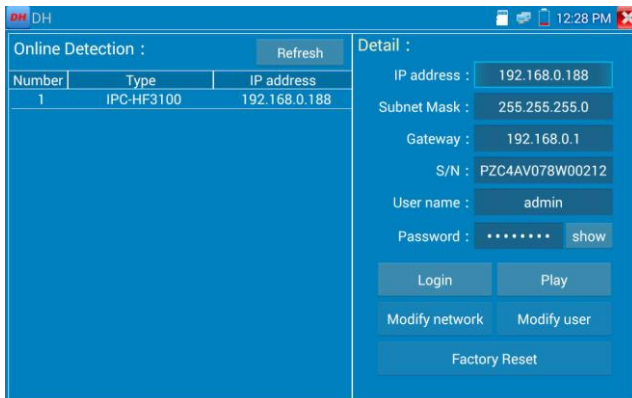 DH DH 12:28 PM
Online Detection :
Refresh
Number Type IP address
1 IPC-HF3100 192.168.0.188
Detail :
IP address : 192.168.0.188
Subnet Mask : 255.255.255.0
Gateway : 192.168.0.1
S/N : PZC4AV078W00212
User name : admin
Password : •••••••• show
Login Play
Modify network Modify user
Factory Reset